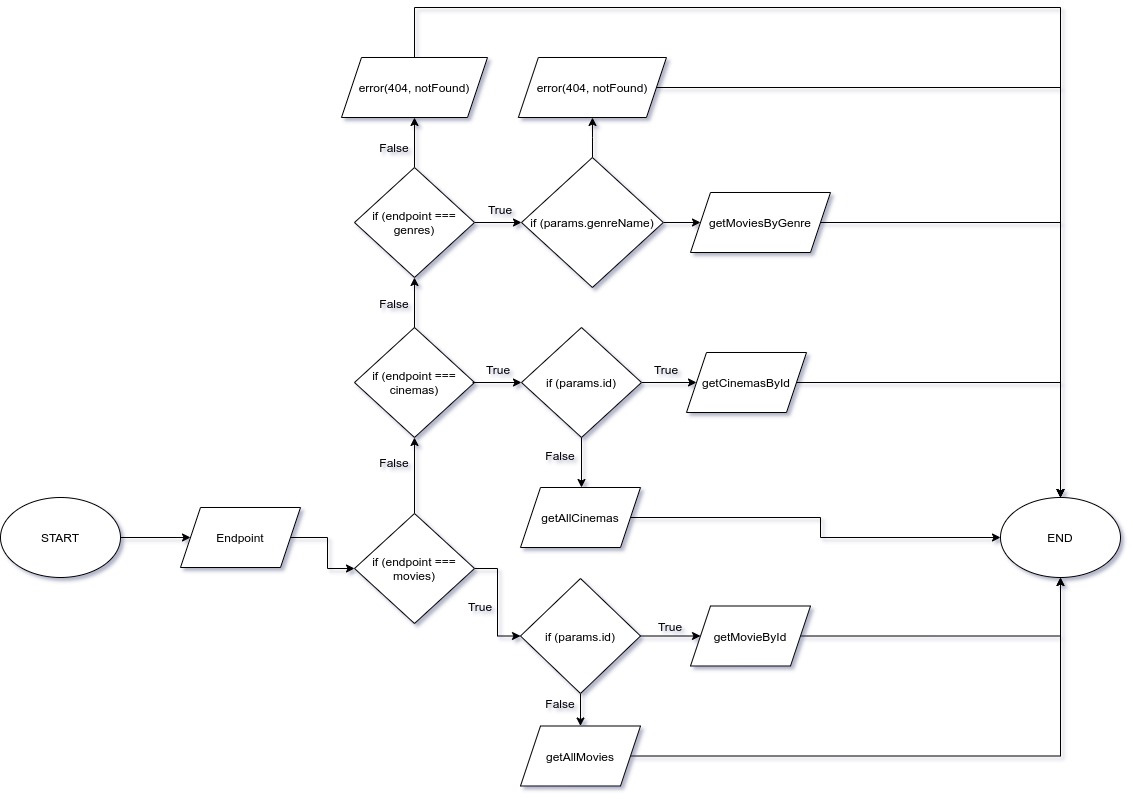 error(404, notFound)
error(404, notFound)
False
if (endpoint ===
genres)
True
if (params.genreName)
getMoviesByGenre
False
if (endpoint ===
cinemas)
True
if (params.id)
True
getCinemasById
False
False
getAllCinemas
START
Endpoint
if (endpoint ===
movies)
END
True
if (params.id)
True
getMovieById
False
getAllMovies